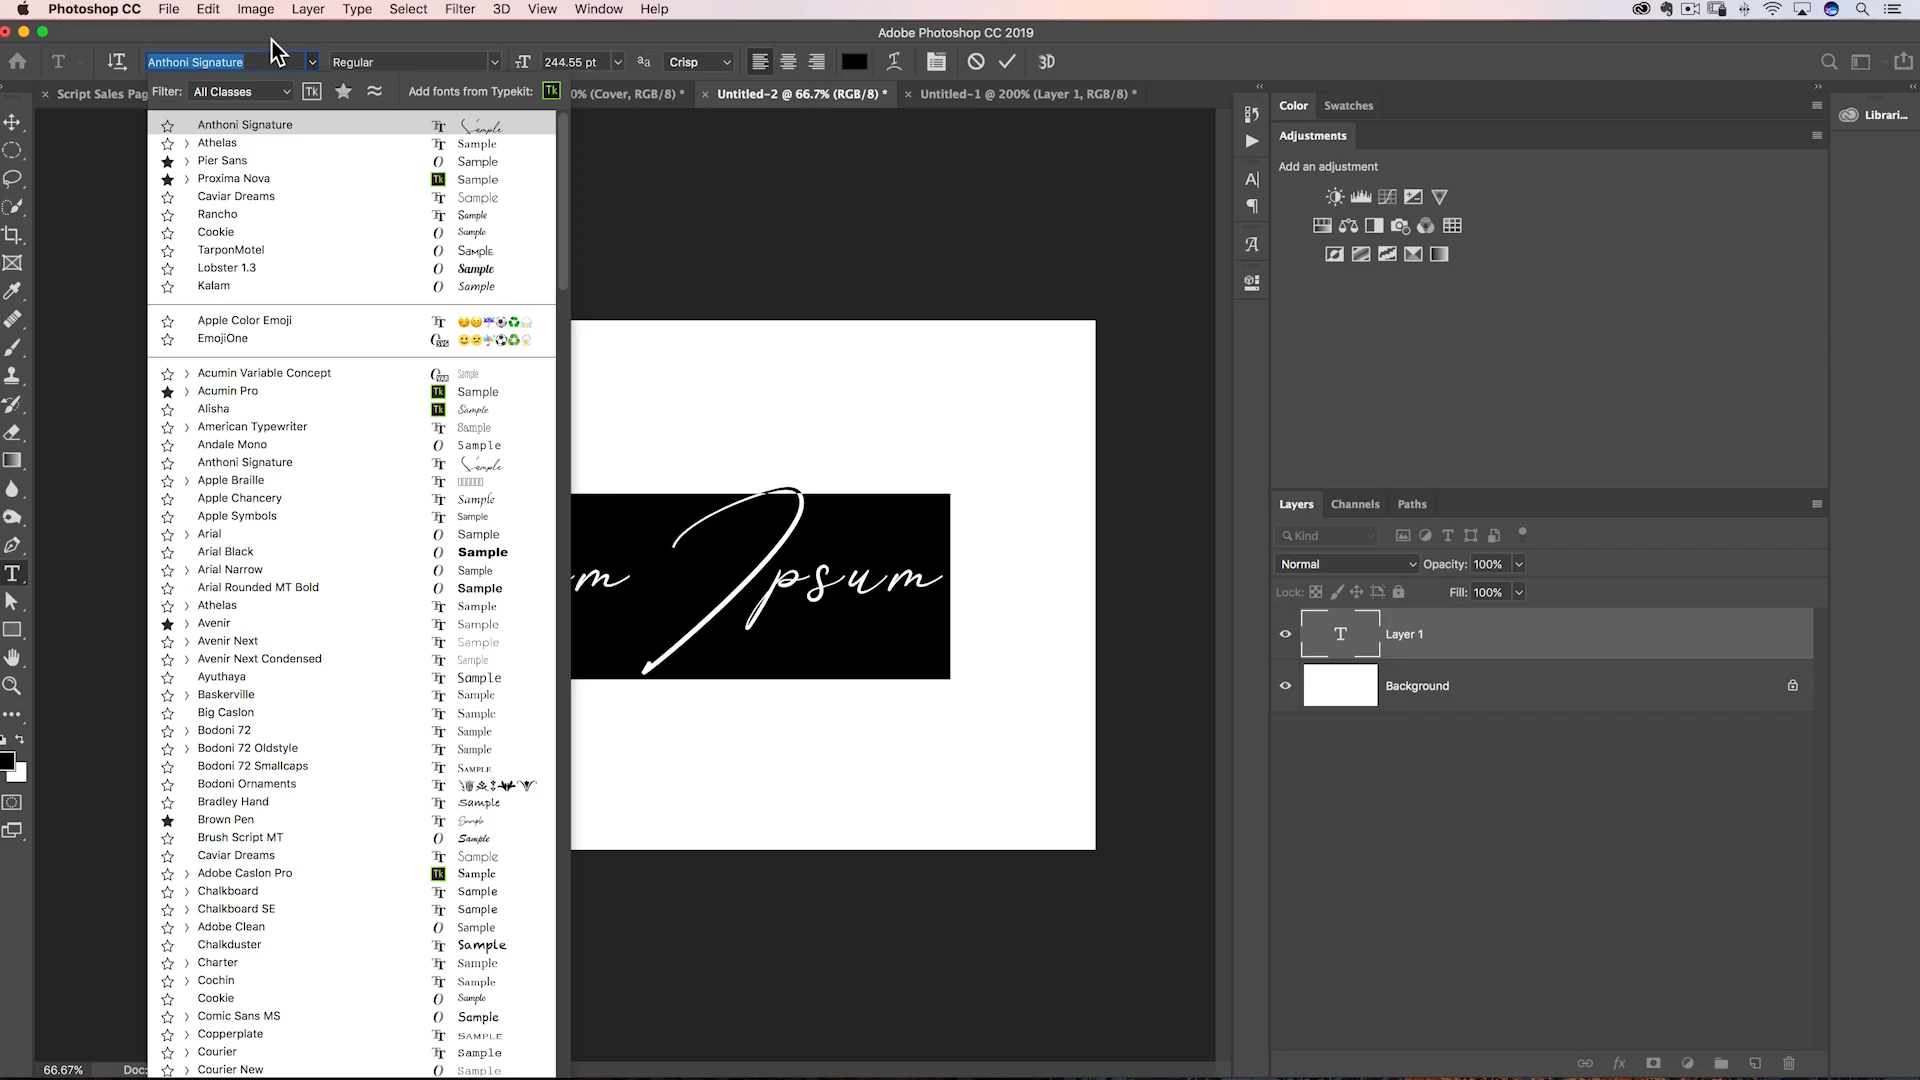 Photoshop CC File Edit Image Layer Type Select Filter 3D View Window Help
Adobe Photoshop CC 2019
Anthoni Signature Regular 244.55 pt Crisp 3D
Filter: All Classes Tk Add fonts from Typekit: Tk
Script Sales Pag 0% (Cover, RGB/8) * Untitled-2 @ 66.7% (RGB/8) * Untitled-1 @ 200% (Layer 1, RGB/8) *
Anthoni Signature Sample
Athelas Sample
Pier Sans Sample
Proxima Nova Tk Sample
Caviar Dreams Sample
Rancho Sample
Cookie Sample
TarponMotel Sample
Lobster 1.3 Sample
Kalam Sample
Apple Color Emoji
EmojiOne
Acumin Variable Concept Sample
Acumin Pro Tk Sample
Alisha Tk Sample
American Typewriter Sample
Andale Mono Sample
Anthoni Signature Sample
Apple Braille
Apple Chancery Sample
Apple Symbols Sample
Arial Sample
Arial Black Sample
Arial Narrow Sample
Arial Rounded MT Bold Sample
Athelas Sample
Avenir Sample
Avenir Next Sample
Avenir Next Condensed Sample
Ayuthaya Sample
Baskerville Sample
Big Caslon Sample
Bodoni 72 Sample
Bodoni 72 Oldstyle Sample
Bodoni 72 Smallcaps Sample
Bodoni Ornaments
Bradley Hand Sample
Brown Pen Sample
Brush Script MT Sample
Caviar Dreams Sample
Adobe Caslon Pro Tk Sample
Chalkboard Sample
Chalkboard SE Sample
Adobe Clean Sample
Chalkduster Sample
Charter Sample
Cochin Sample
Cookie Sample
Comic Sans MS Sample
Copperplate Sample
Courier Sample
Courier New Sample
m Ipsum
66.67% Doc:
Color Swatches
Librari...
Adjustments
Add an adjustment
Layers Channels Paths
Kind
Normal Opacity: 100%
Lock: Fill: 100%
Layer 1
Background